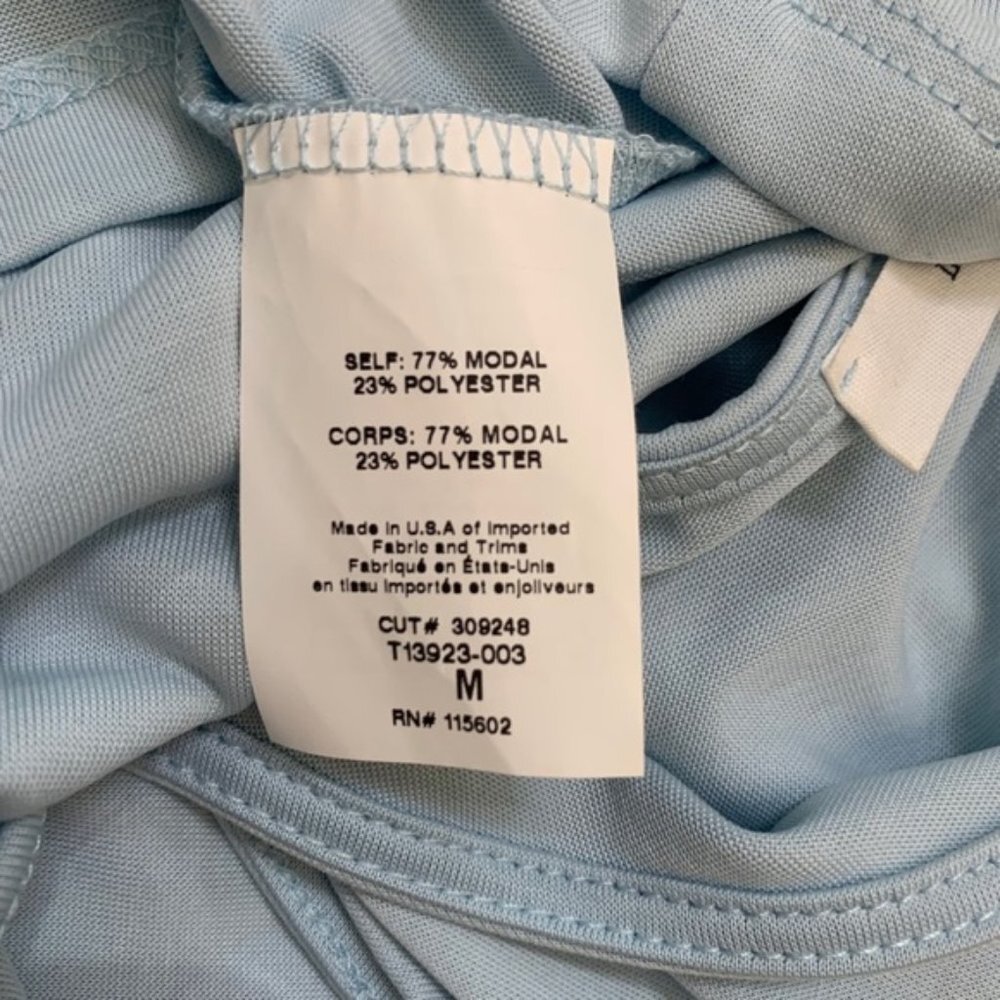 SELF: 77% MODAL
23% POLYESTER
CORPS: 77% MODAL
23% POLYESTER
Made in U.S.A of Imported
Fabric and Trims
Fabriqué en États-Unis
en tissu importés et enjoliveurs
CUT# 309248
T13923-003
M
RN# 115602